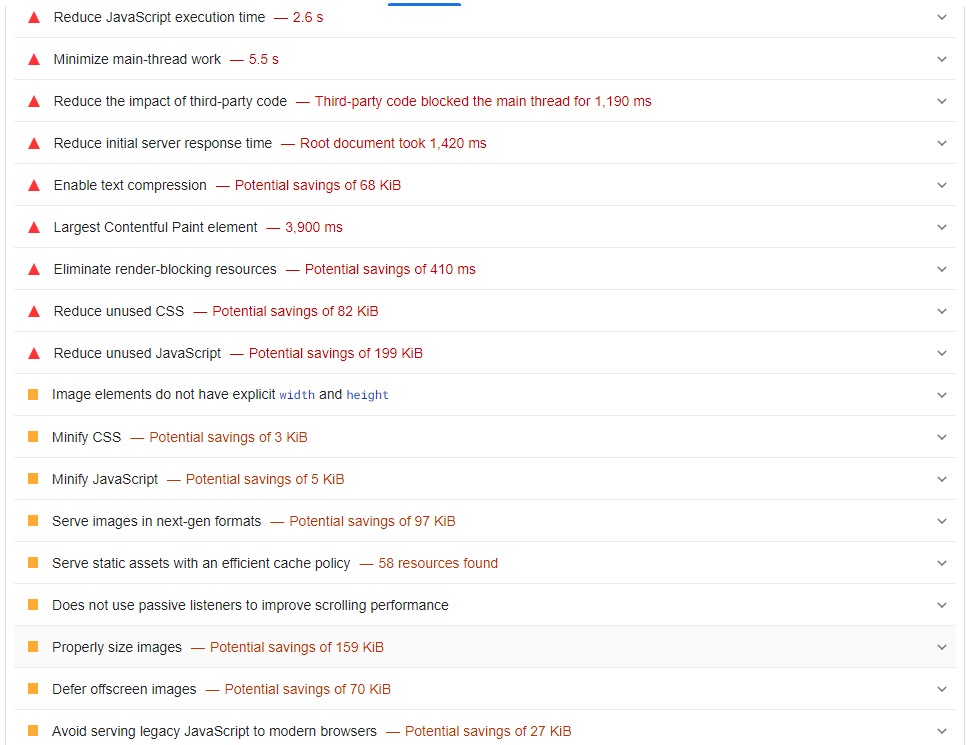 Reduce JavaScript execution time — 2.6 s
Minimize main-thread work — 5.5 s
Reduce the impact of third-party code — Third-party code blocked the main thread for 1,190 ms
Reduce initial server response time — Root document took 1,420 ms
Enable text compression — Potential savings of 68 KiB
Largest Contentful Paint element — 3,900 ms
Eliminate render-blocking resources — Potential savings of 410 ms
Reduce unused CSS — Potential savings of 82 KiB
Reduce unused JavaScript — Potential savings of 199 KiB
Image elements do not have explicit width and height
Minify CSS — Potential savings of 3 KiB
Minify JavaScript — Potential savings of 5 KiB
Serve images in next-gen formats — Potential savings of 97 KiB
Serve static assets with an efficient cache policy — 58 resources found
Does not use passive listeners to improve scrolling performance
Properly size images — Potential savings of 159 KiB
Defer offscreen images — Potential savings of 70 KiB
Avoid serving legacy JavaScript to modern browsers — Potential savings of 27 KiB